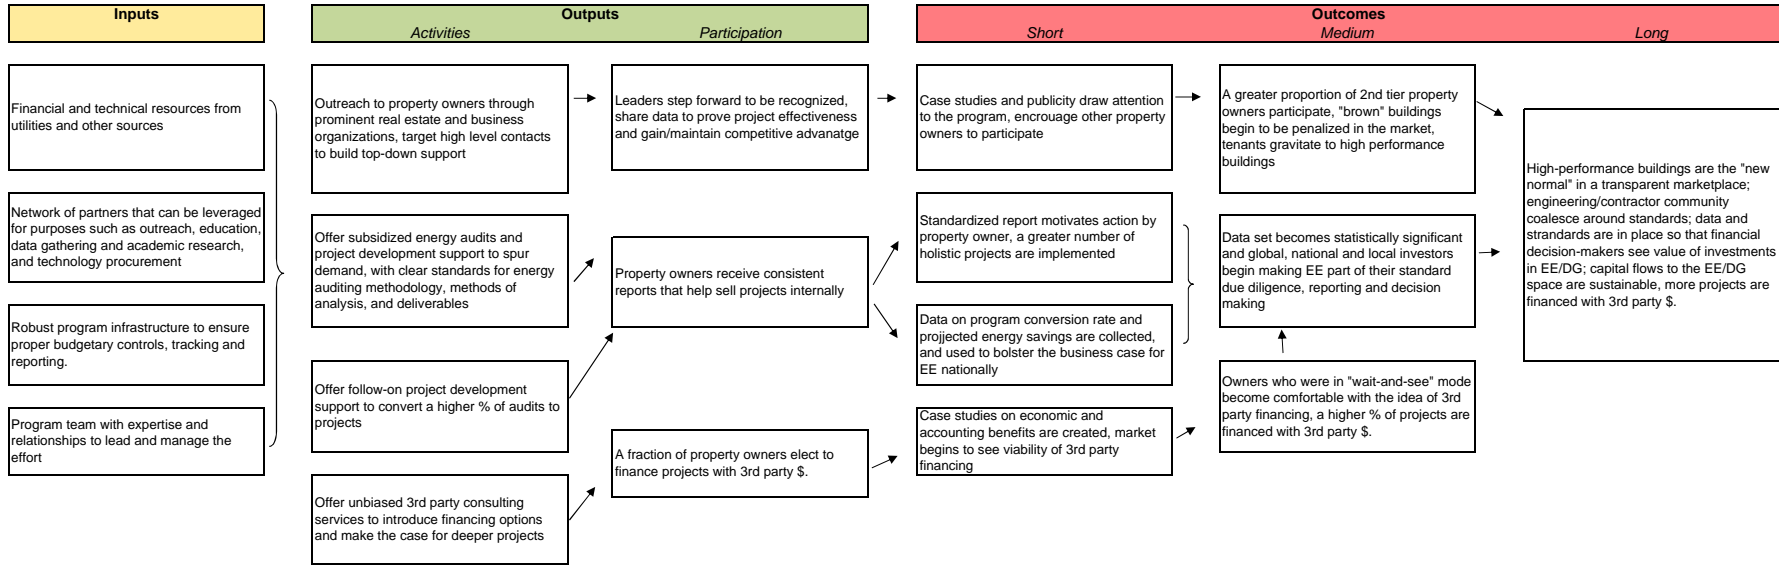 Inputs
Outputs
Activities
Participation
Outcomes
Short
Medium
Long
Financial and technical resources from
utilities and other sources
Network of partners that can be leveraged
for purposes such as outreach, education,
data gathering and academic research,
and technology procurement
Robust program infrastructure to ensure
proper budgetary controls, tracking and
reporting.
Program team with expertise and
relationships to lead and manage the
effort
Outreach to property owners through
prominent real estate and business
organizations, target high level contacts
to build top-down support
Offer subsidized energy audits and
project development support to spur
demand, with clear standards for energy
auditing methodology, methods of
analysis, and deliverables
Offer follow-on project development
support to convert a higher % of audits to
projects
Offer unbiased 3rd party consulting
services to introduce financing options
and make the case for deeper projects
Leaders step forward to be recognized,
share data to prove project effectiveness
and gain/maintain competitive advanatge
Property owners receive consistent
reports that help sell projects internally
A fraction of property owners elect to
finance projects with 3rd party $.
Case studies and publicity draw attention
to the program, encrouage other property
owners to participate
Standardized report motivates action by
property owner, a greater number of
holistic projects are implemented
Data on program conversion rate and
projjected energy savings are collected,
and used to bolster the business case for
EE nationally
Case studies on economic and
accounting benefits are created, market
begins to see viability of 3rd party
financing
A greater proportion of 2nd tier property
owners participate, "brown" buildings
begin to be penalized in the market,
tenants gravitate to high performance
buildings
Data set becomes statistically significant
and global, national and local investors
begin making EE part of their standard
due diligence, reporting and decision
making
Owners who were in "wait-and-see" mode
become comfortable with the idea of 3rd
party financing, a higher % of projects are
financed with 3rd party $.
High-performance buildings are the "new
normal" in a transparent marketplace;
engineering/contractor community
coalesce around standards; data and
strandards are in place so that financial
decision-makers see value of investments
in EE/DG; capital flows to the EE/DG
space are sustainable, more projects are
financed with 3rd party $.